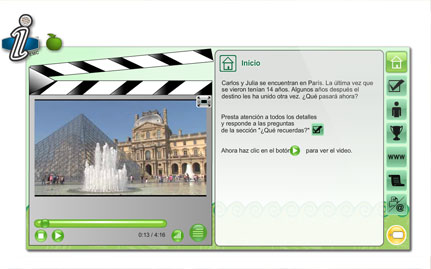 Inicio
Carlos y Julia se encuentran en París. La última vez que
se vieron tenían 14 años. Algunos años después el
destino les ha unido otra vez. ¿Qué pasará ahora?
Presta atención a todos los detalles
y responde a las preguntas
de la sección "¿Qué recuerdas?"
Ahora haz clic en el botón para ver el video.
www
0:13 / 4:16